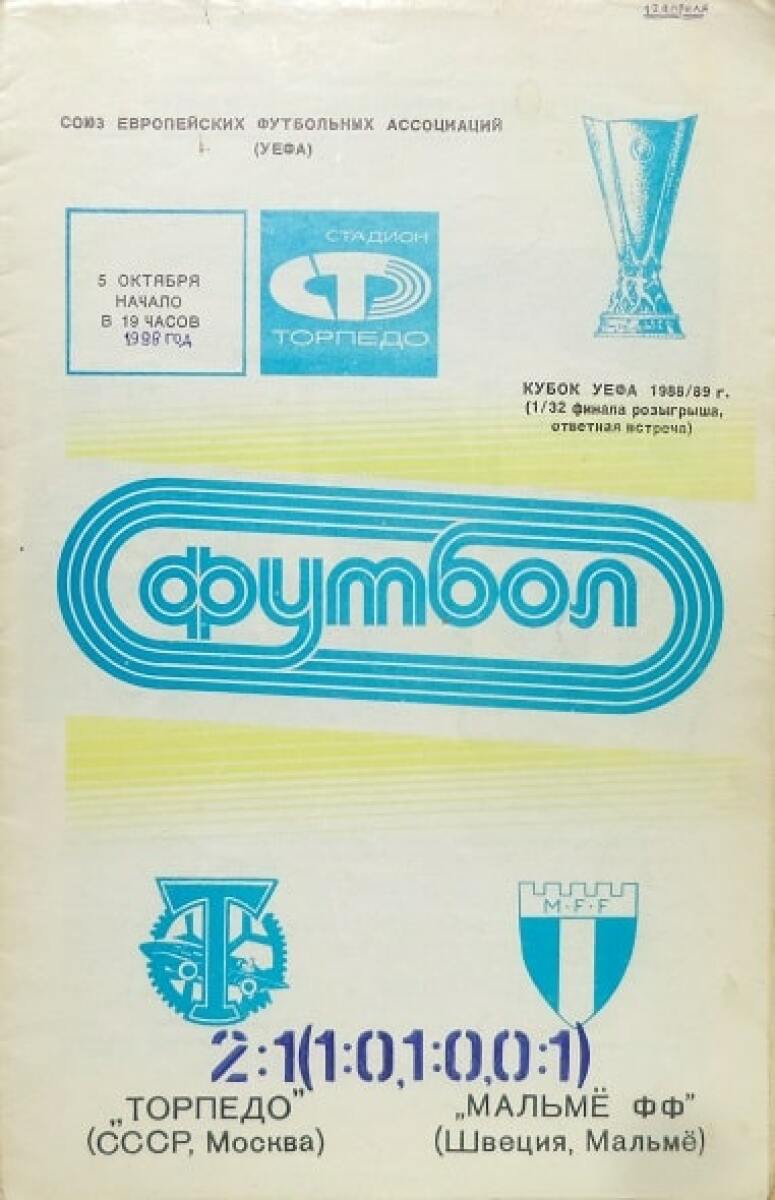 12 апреля
СОЮЗ ЕВРОПЕЙСКИХ ФУТБОЛЬНЫХ АССОЦИАЦИЙ
(УЕФА)
5 ОКТЯБРЯ
НАЧАЛО
В 19 ЧАСОВ
1988 год
СТАДИОН
Т
ТОРПЕДО
КУБОК УЕФА 1988/89 г.
(1/32 финала розыгрыша,
ответная встреча)
футбол
Т
M·F·F
2:1(1:0,1:0,0:1)
„ТОРПЕДО"
(СССР, Москва)
„МАЛЬМЁ ФФ"
(Швеция, Мальмё)